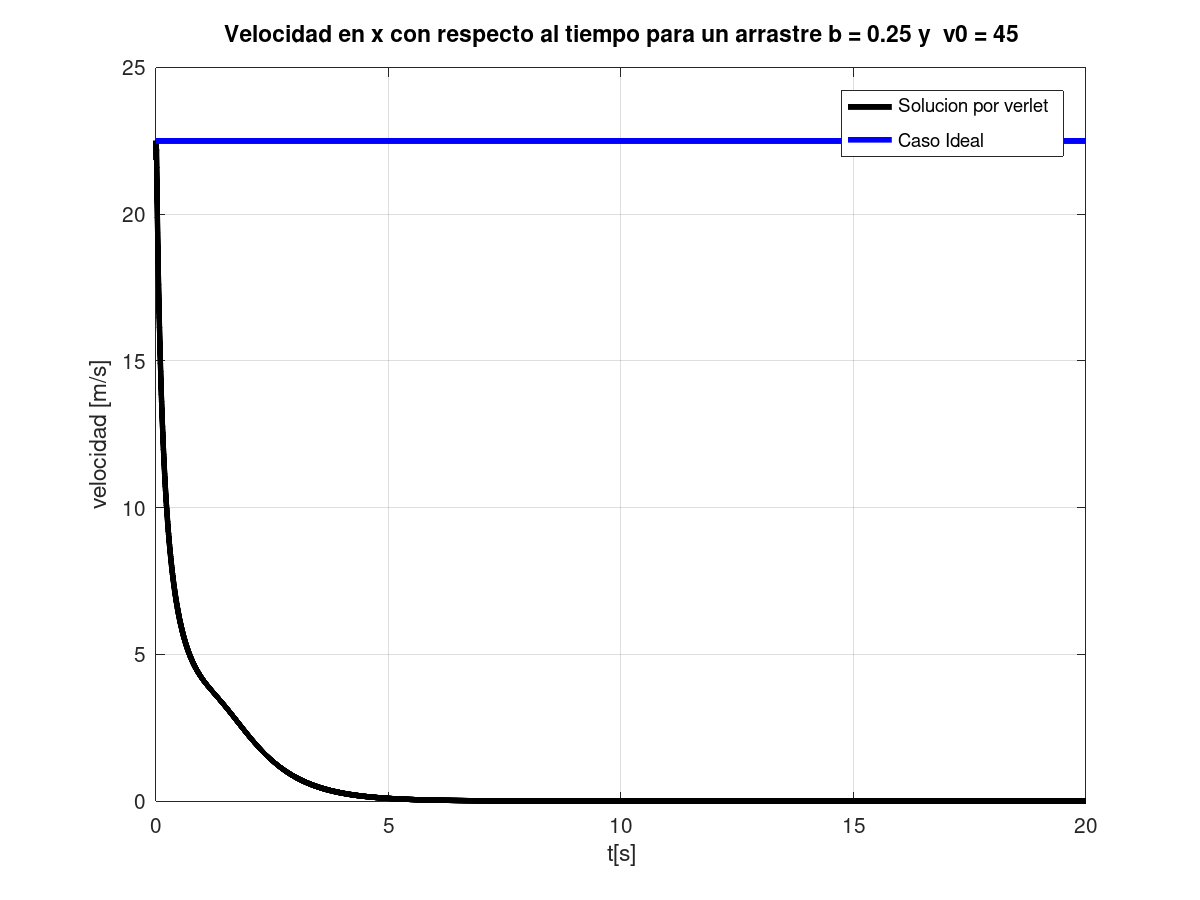 Velocidad en x con respecto al tiempo para un arrastre b = 0.25 y  v0 = 45
25
Solucion por verlet
Caso Ideal
20
15
velocidad [m/s]
10
5
0
0 5 10 15 20
t[s]